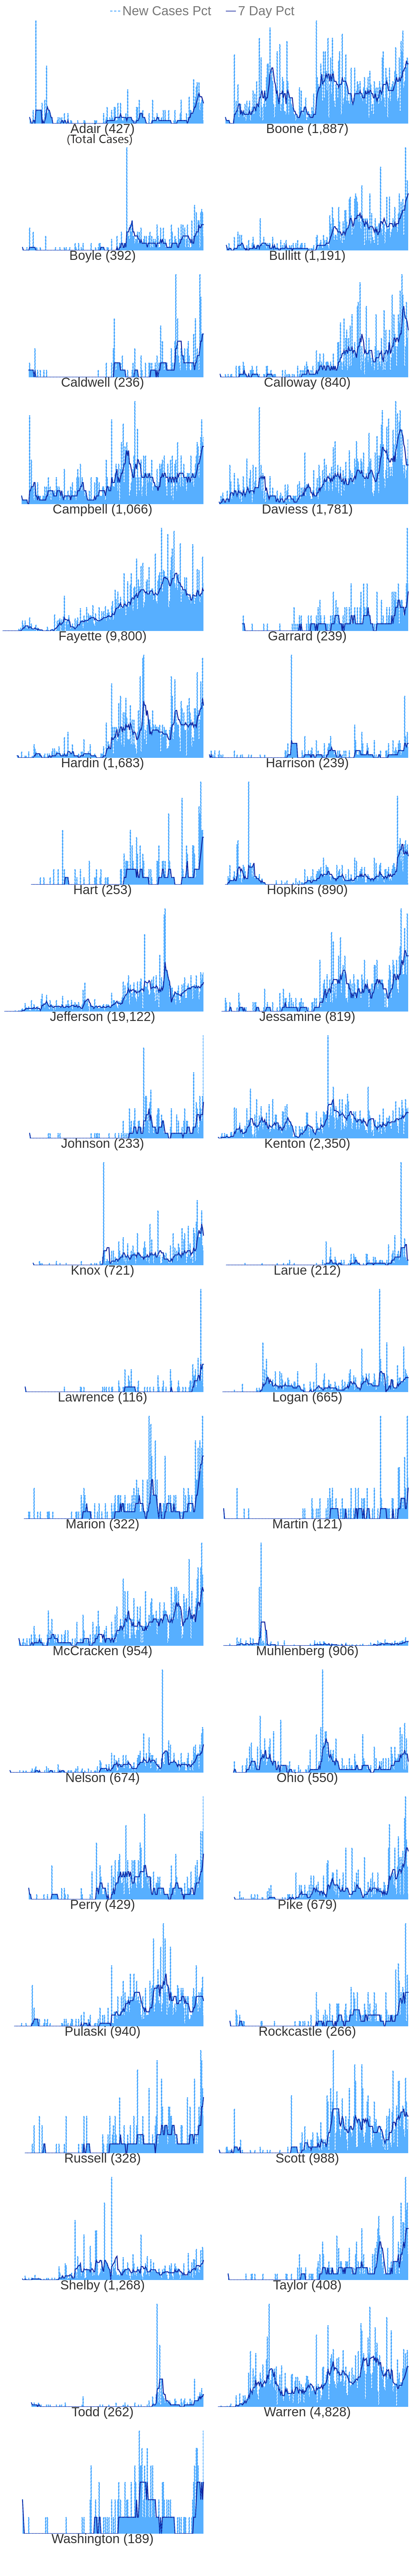 New Cases Pct 7 Day Pct
Adair (427) Boone (1,887)
(Total Cases)
Boyle (392) Bullitt (1,191)
Caldwell (236) Calloway (840)
Campbell (1,066) Daviess (1,781)
Fayette (9,800) Garrard (239)
Hardin (1,683) Harrison (239)
Hart (253) Hopkins (890)
Jefferson (19,122) Jessamine (819)
Johnson (233) Kenton (2,350)
Knox (721) Larue (212)
Lawrence (116) Logan (665)
Marion (322) Martin (121)
McCracken (954) Muhlenberg (906)
Nelson (674) Ohio (550)
Perry (429) Pike (679)
Pulaski (940) Rockcastle (266)
Russell (328) Scott (988)
Shelby (1,268) Taylor (408)
Todd (262) Warren (4,828)
Washington (189)